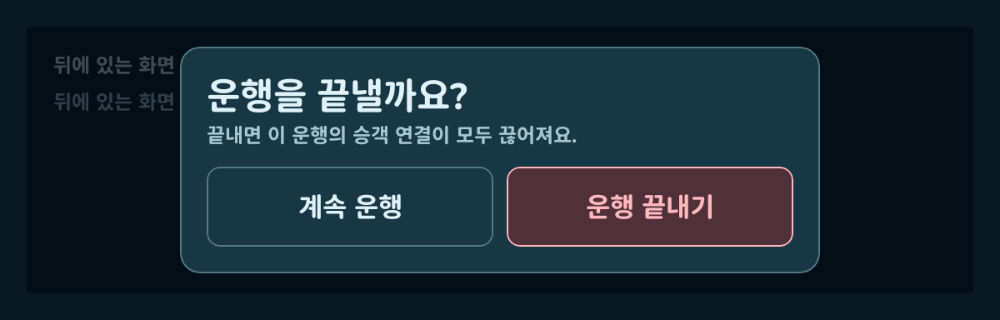 뒤에 있는 화면
뒤에 있는 화면
운행을 끝낼까요?
끝내면 이 운행의 승객 연결이 모두 끊어져요.
계속 운행
운행 끝내기